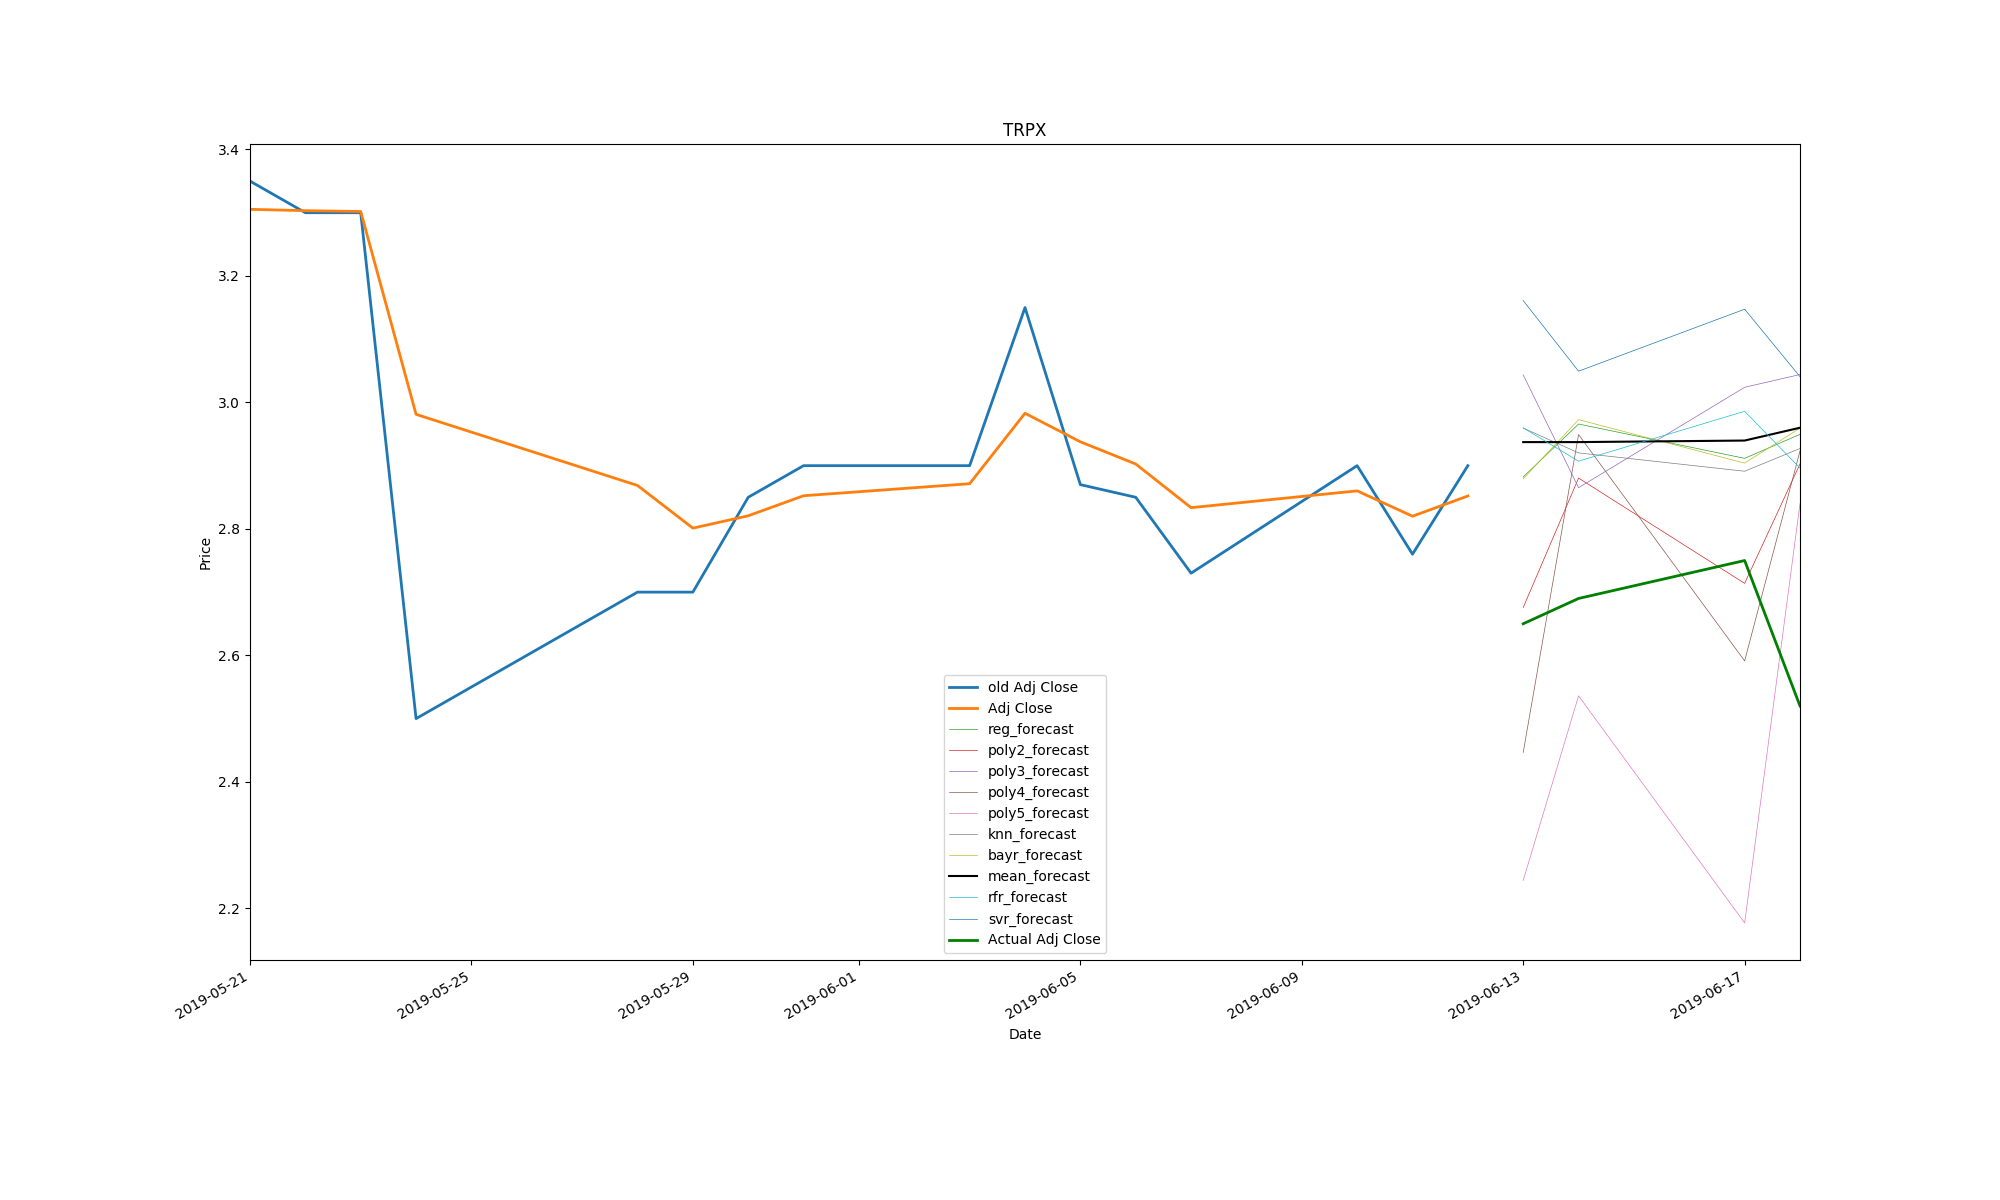 TRPX
3.4
3.2
3.0
2.8
2.6
2.4
2.2
Price
old Adj Close
Adj Close
reg_forecast
poly2_forecast
poly3_forecast
poly4_forecast
poly5_forecast
knn_forecast
bayr_forecast
mean_forecast
rfr_forecast
svr_forecast
Actual Adj Close
2019-05-21
2019-05-25
2019-05-29
2019-06-01
2019-06-05
2019-06-09
2019-06-13
2019-06-17
Date